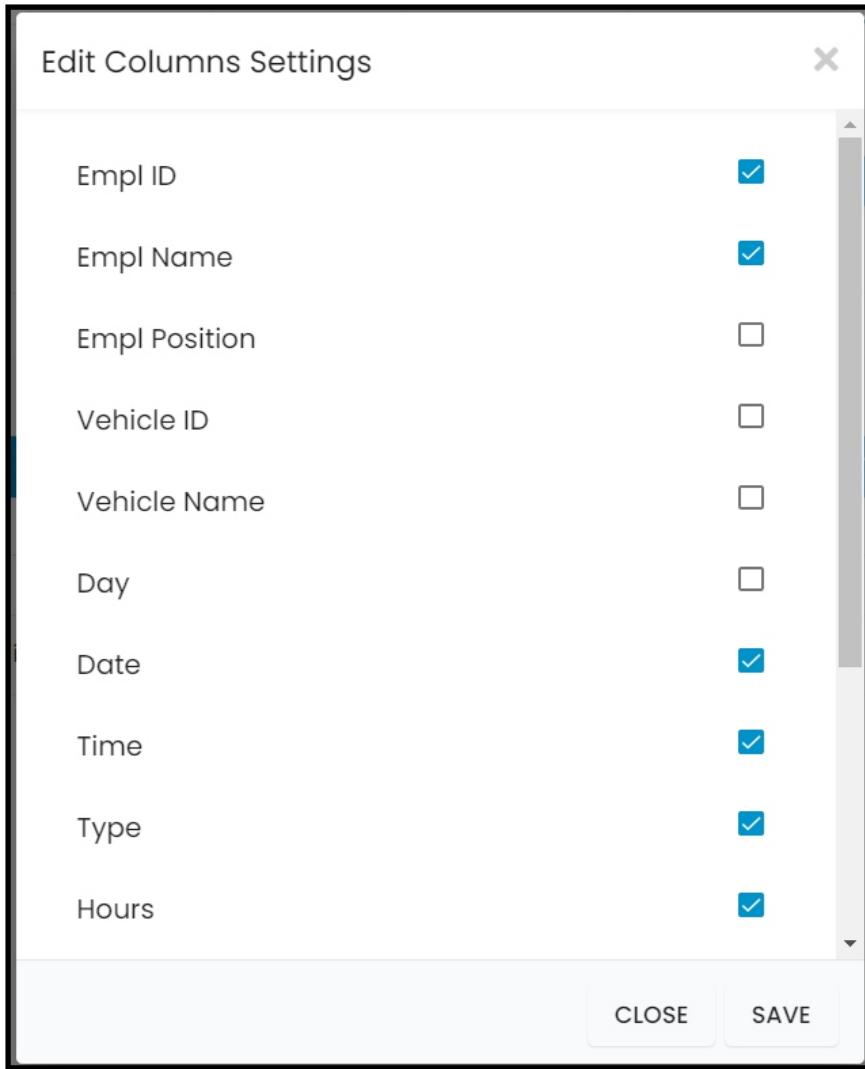 Edit Columns Settings
Empl ID
Empl Name
Empl Position
Vehicle ID
Vehicle Name
Day
Date
Time
Type
Hours
CLOSE SAVE